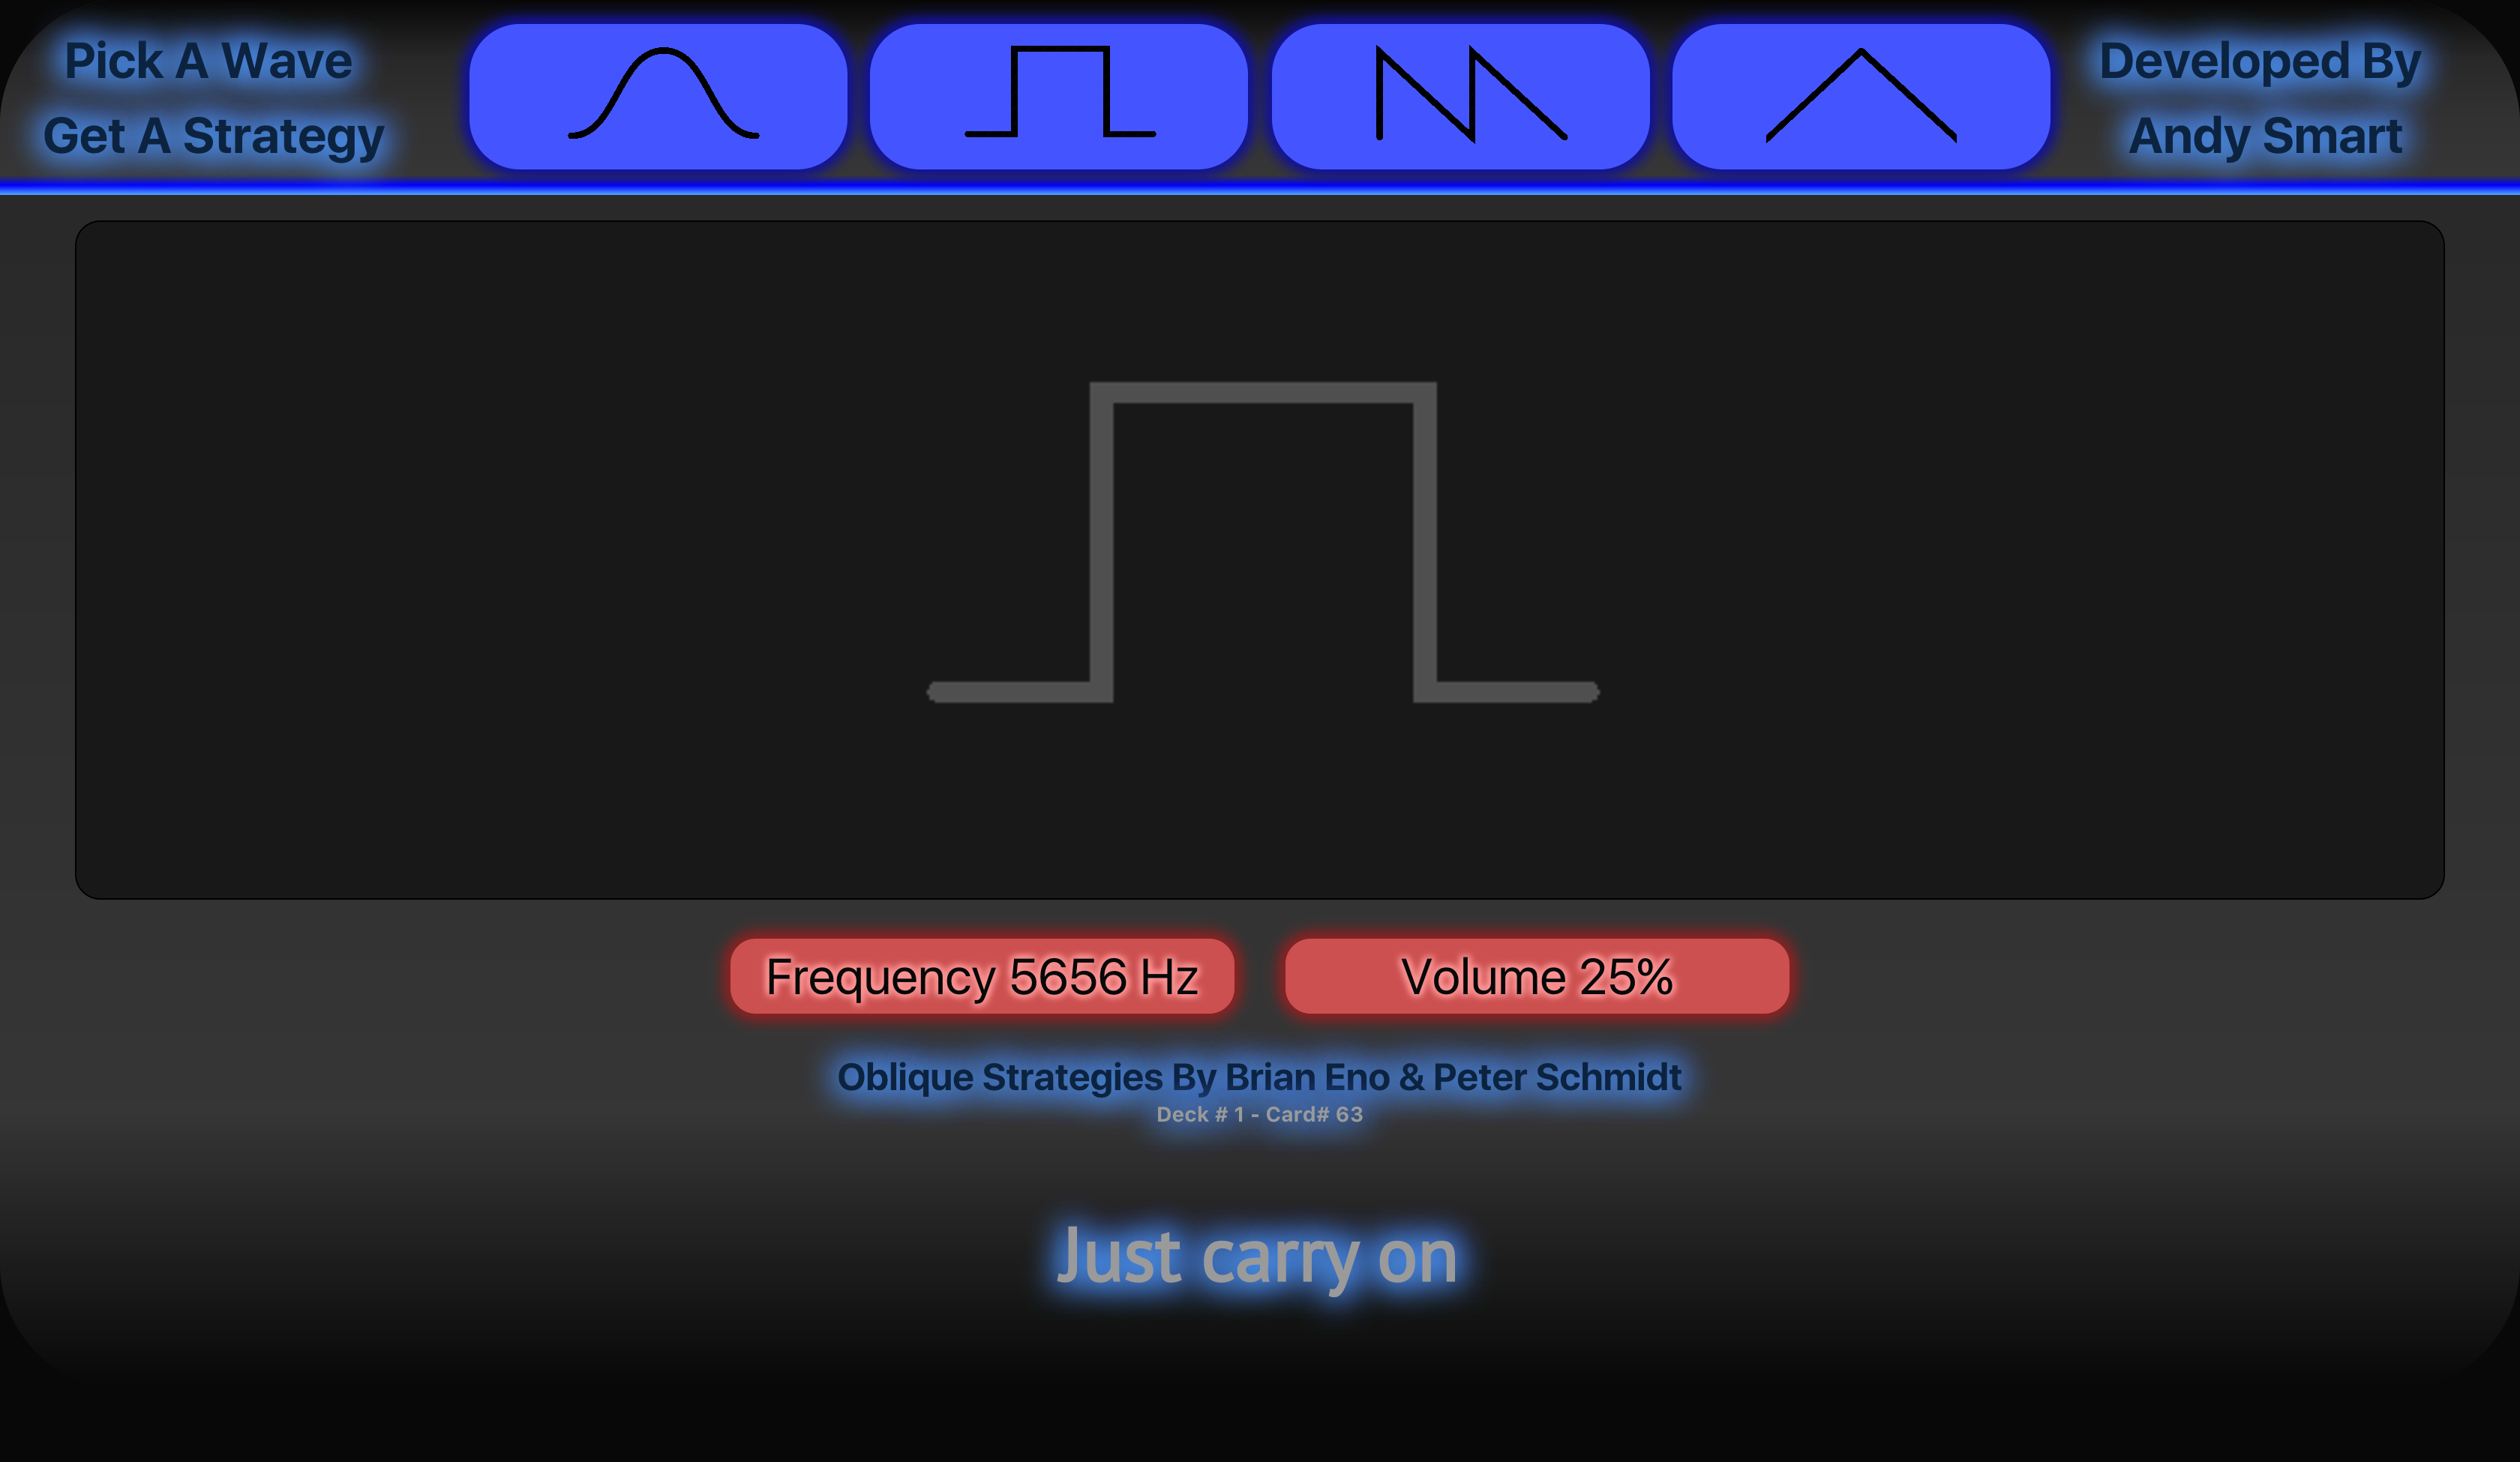 Pick A Wave
Get A Strategy
Developed By
Andy Smart
Frequency 5656 Hz
Volume 25%
Oblique Strategies By Brian Eno & Peter Schmidt
Deck # 1 - Card# 63
Just carry on